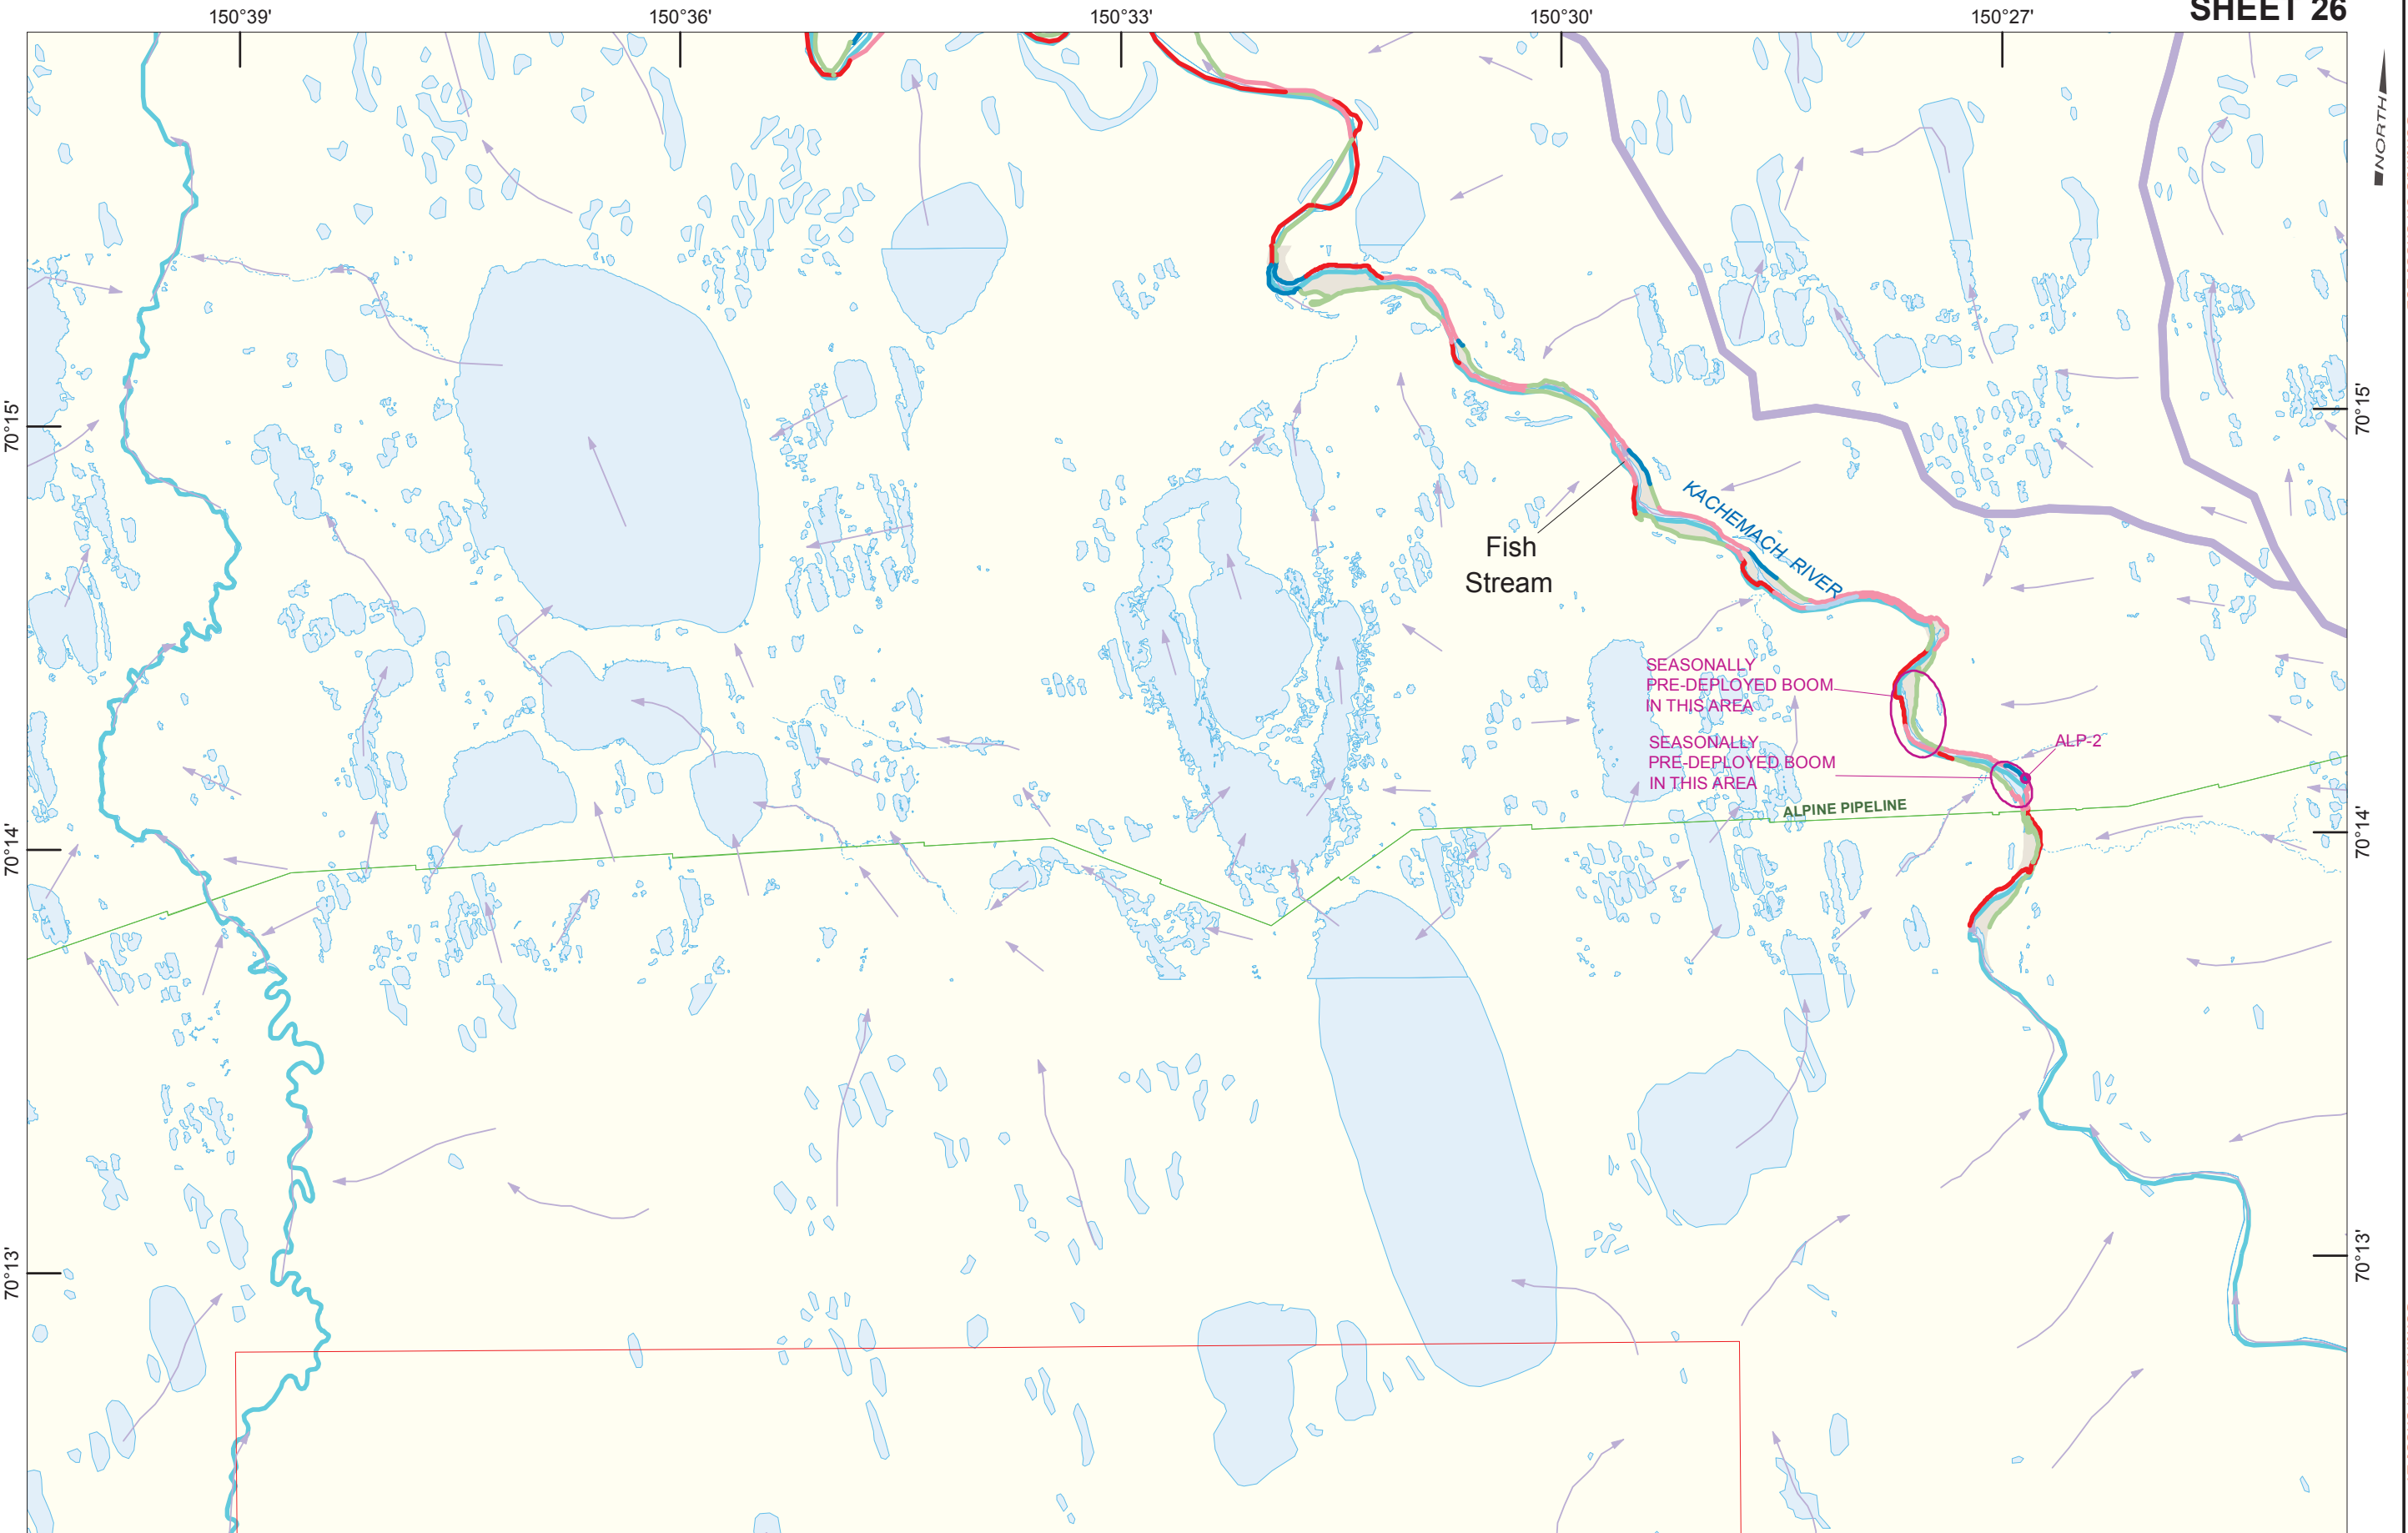 SHEET 26
150°39'
150°36'
150°33'
150°30'
150°27'
NORTH
70°15'
70°15'
KACHEMACH RIVER
Fish
Stream
SEASONALLY
PRE-DEPLOYED BOOM
IN THIS AREA
SEASONALLY
PRE-DEPLOYED BOOM
IN THIS AREA
ALP-2
ALPINE PIPELINE
70°14'
70°14'
70°13'
70°13'